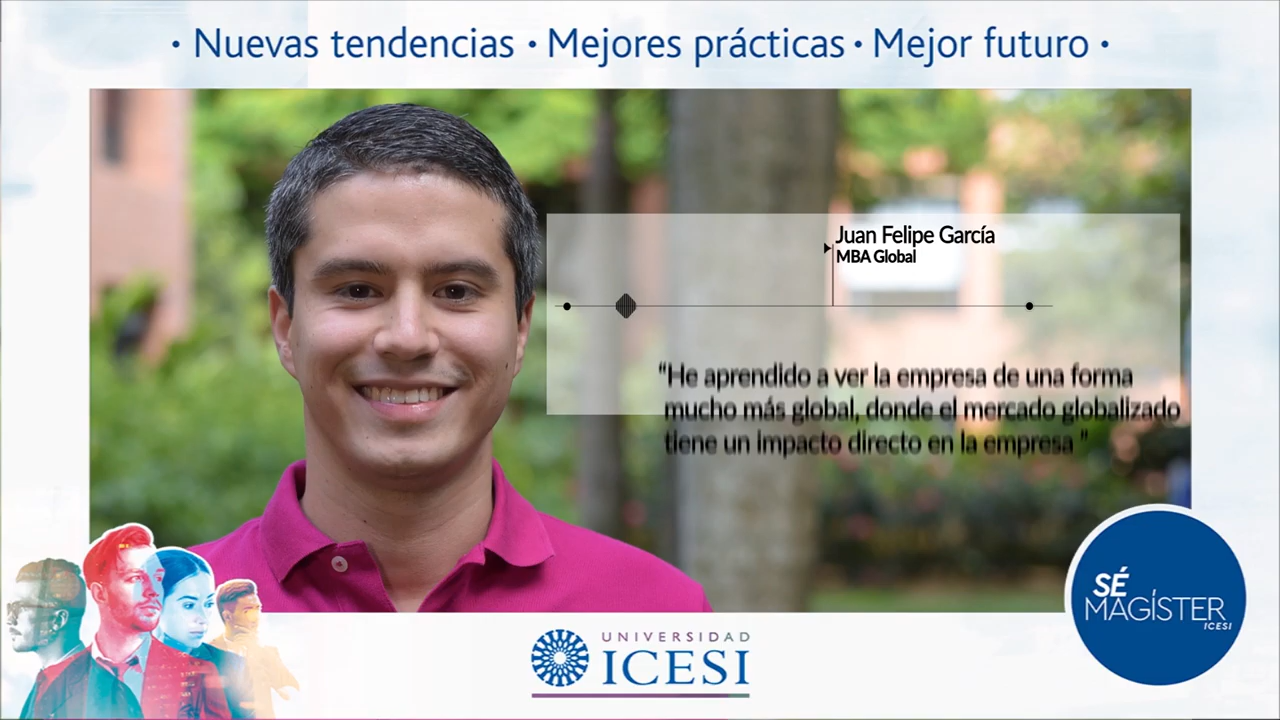 · Nuevas tendencias · Mejores prácticas · Mejor futuro ·
Juan Felipe García
MBA Global
“He aprendido a ver la empresa de una forma
mucho más global, donde el mercado globalizado
tiene un impacto directo en la empresa ”
SÉ
MAGÍSTER
ICESI
UNIVERSIDAD
ICESI